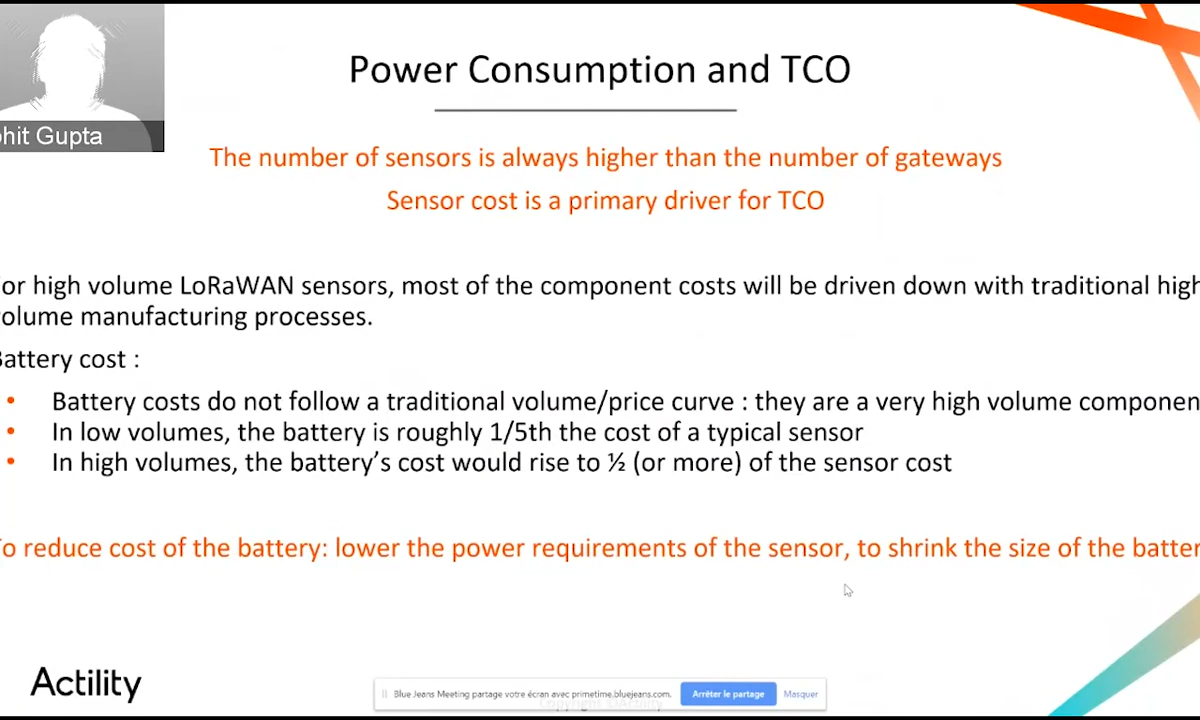 Power Consumption and TCO
ohit Gupta
The number of sensors is always higher than the number of gateways
Sensor cost is a primary driver for TCO
or high volume LoRaWAN sensors, most of the component costs will be driven down with traditional high
olume manufacturing processes.
Battery cost :
• Battery costs do not follow a traditional volume/price curve : they are a very high volume componen
• In low volumes, the battery is roughly 1/5th the cost of a typical sensor
• In high volumes, the battery's cost would rise to ½ (or more) of the sensor cost
To reduce cost of the battery: lower the power requirements of the sensor, to shrink the size of the batter
Actility
Blue Jeans Meeting partage votre écran avec primetime.bluejeans.com.
Arrêter le partage
Masquer
Copyright ©Actility